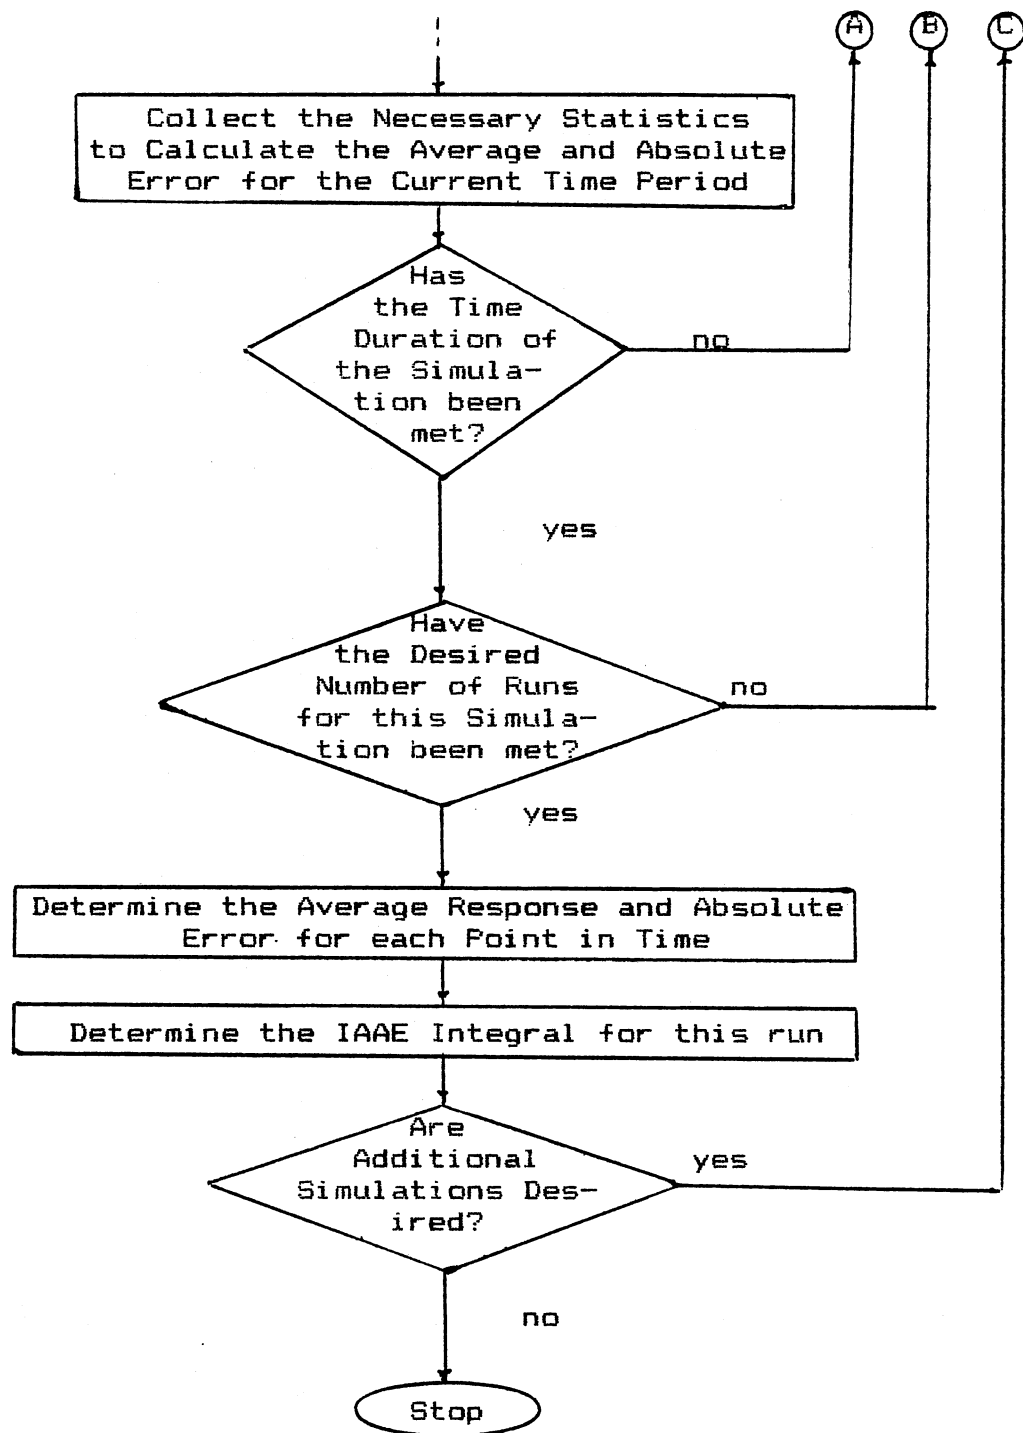 A B C
Collect the Necessary Statistics
to Calculate the Average and Absolute
Error for the Current Time Period
Has
the Time
Duration of
the Simula-
tion been
met?
no
yes
Have
the Desired
Number of Runs
for this Simula-
tion been met?
no
yes
Determine the Average Response and Absolute
Error for each Point in Time
Determine the IAAE Integral for this run
Are
Additional
Simulations Des-
ired?
yes
no
Stop